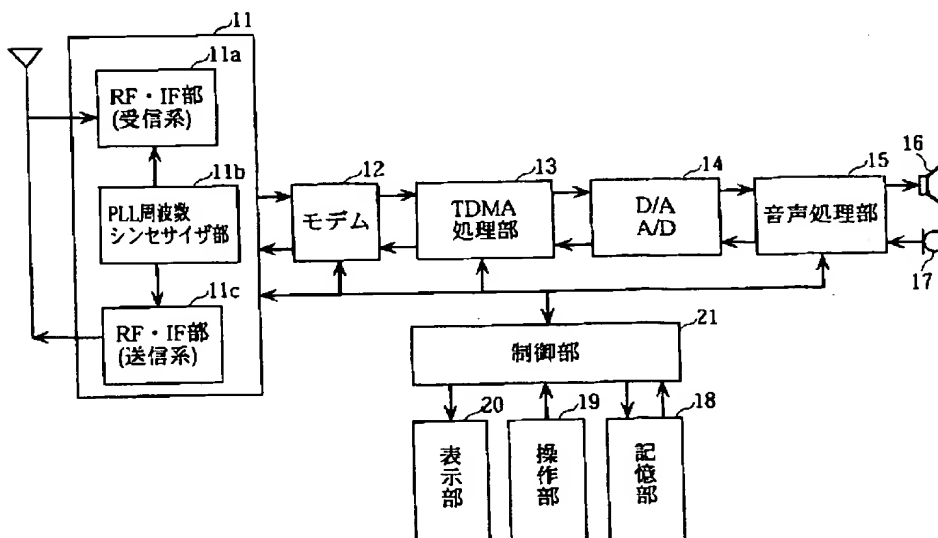 11
11a
RF・IF部
(受信系)
11b
PLL周波数
シンセサイザ部
11c
RF・IF部
(送信系)
12
モデム
13
TDMA
処理部
14
D/A
A/D
15
音声処理部
16
17
21
制御部
20
表示部
19
操作部
18
記憶部